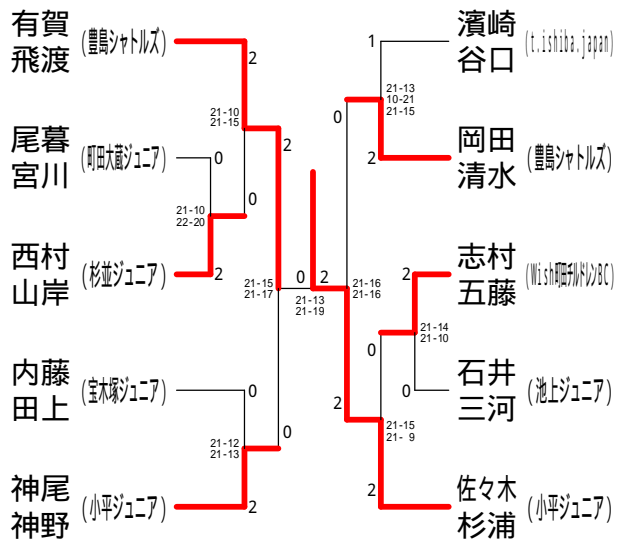 有賀
飛渡
(豊島シャトルズ)
2
尾暮
宮川
(町田大蔵ジュニア)
0
西村
山岸
(杉並ジュニア)
2
21-10
22-20
0
21-10
21-15
2
内藤
田上
(宝木塚ジュニア)
0
神尾
神野
(小平ジュニア)
2
21-12
21-13
0
21-15
21-17
0
2
21-13
21-19
濱崎
谷口
(t.ishiba.japan)
1
岡田
清水
(豊島シャトルズ)
2
21-13
10-21
21-15
0
志村
五藤
(Wish町田チルドレンBC)
2
石井
三河
(池上ジュニア)
0
21-14
21-10
0
佐々木
杉浦
(小平ジュニア)
2
21-15
21- 9
2
21-16
21-16